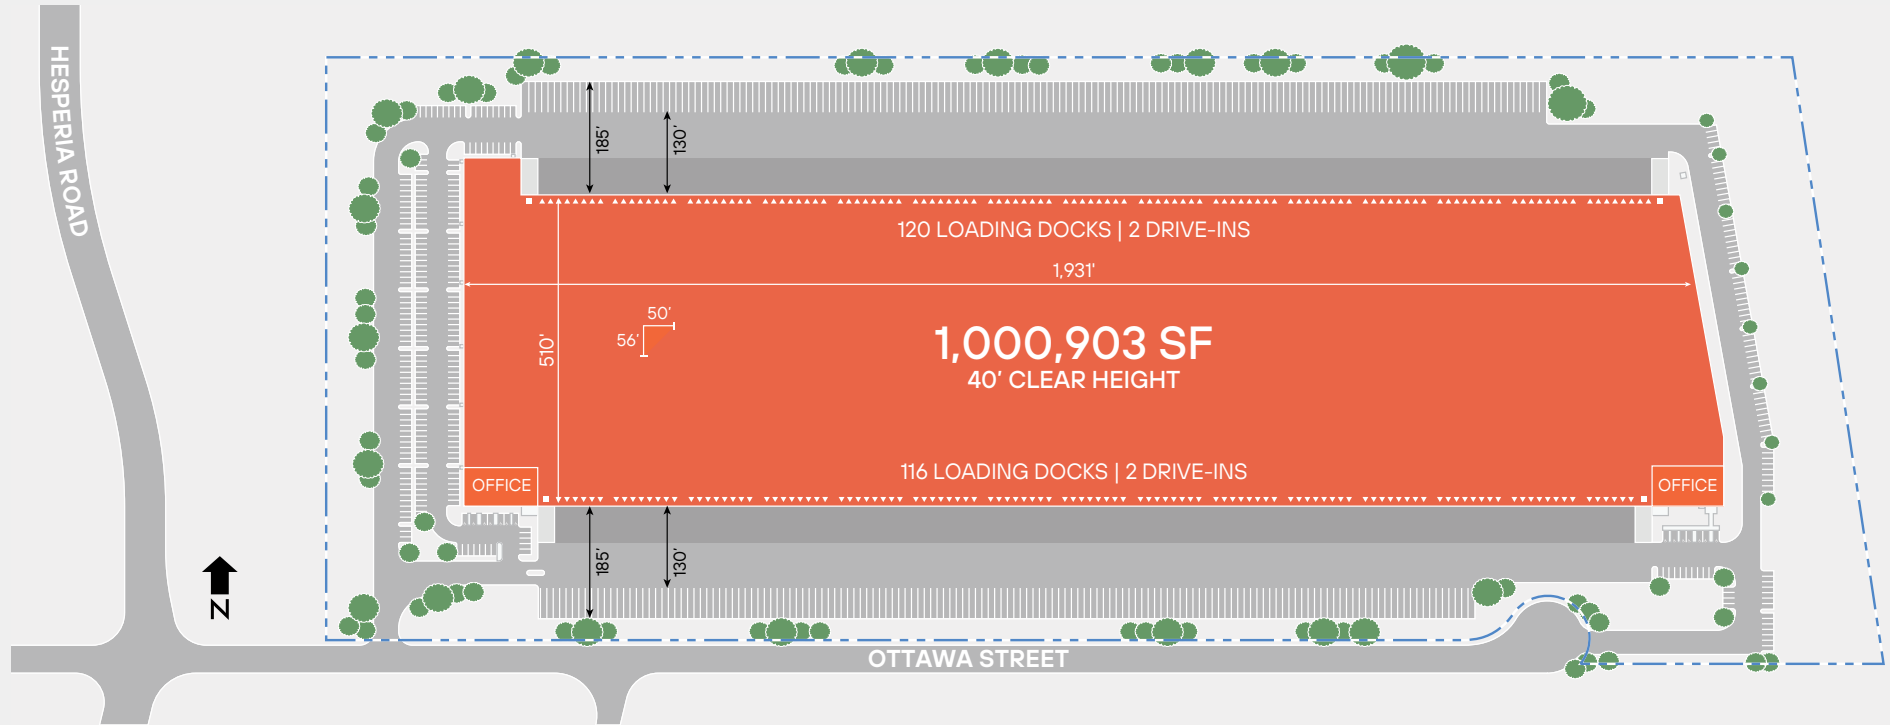 HESPERIA ROAD
185'
130'
120 LOADING DOCKS | 2 DRIVE-INS
1,931'
50'
56'
510'
1,000,903 SF
40' CLEAR HEIGHT
116 LOADING DOCKS | 2 DRIVE-INS
OFFICE
OFFICE
185'
130'
N
OTTAWA STREET